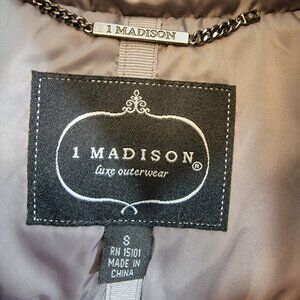 1 MADISON
1 MADISON®
luxe outerwear
S
RN 15101
MADE IN
CHINA